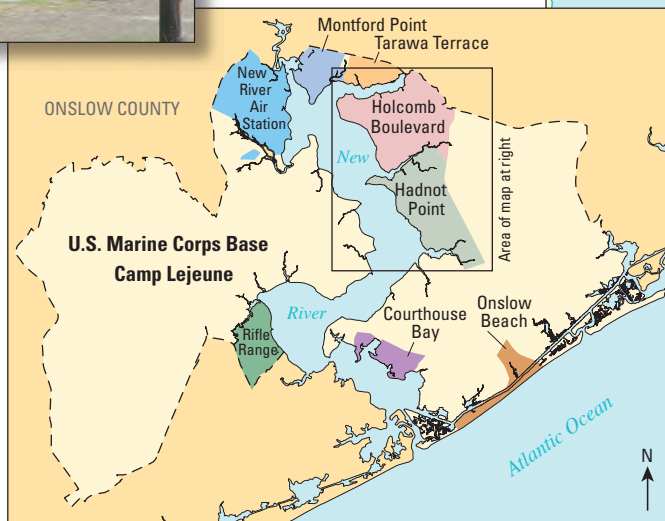 Montford Point
Tarawa Terrace
New
River
Air
Station
ONSLOW COUNTY
Holcomb
Boulevard
New
Hadnot
Point
Area of map at right
U.S. Marine Corps Base
Camp Lejeune
River
Rifle
Range
Courthouse
Bay
Onslow
Beach
Atlantic Ocean
N